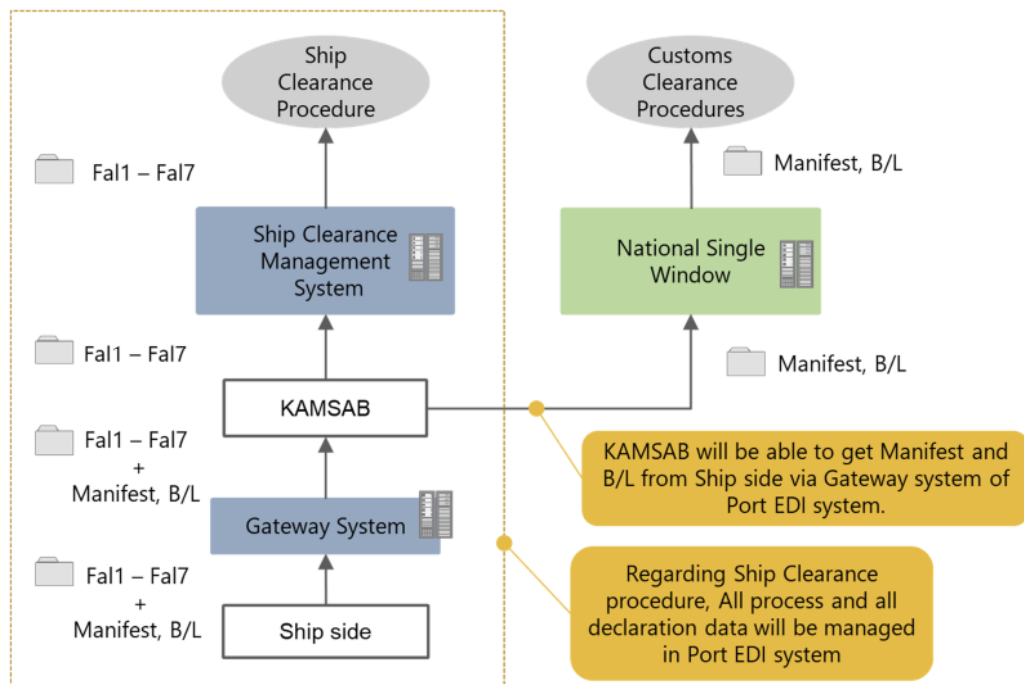 Ship
Clearance
Procedure
Customs
Clearance
Procedures
Fal1 – Fal7
Manifest, B/L
Ship Clearance
Management
System
National Single
Window
Fal1 – Fal7
Manifest, B/L
KAMSAB
Fal1 – Fal7
+
Manifest, B/L
KAMSAB will be able to get Manifest and
B/L from Ship side via Gateway system of
Port EDI system.
Gateway System
Fal1 – Fal7
+
Manifest, B/L
Ship side
Regarding Ship Clearance
procedure, All process and all
declaration data will be managed
in Port EDI system